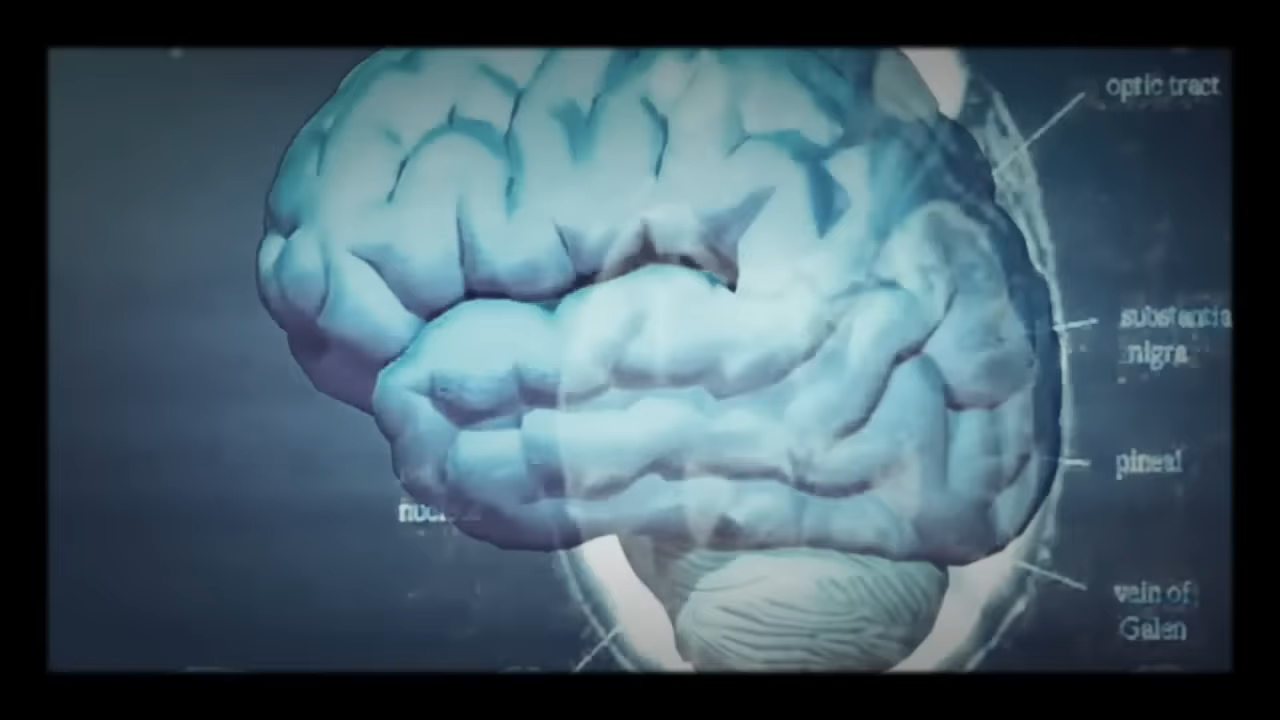 optic tract
substantia
nigra
pineal
vein of
Galen